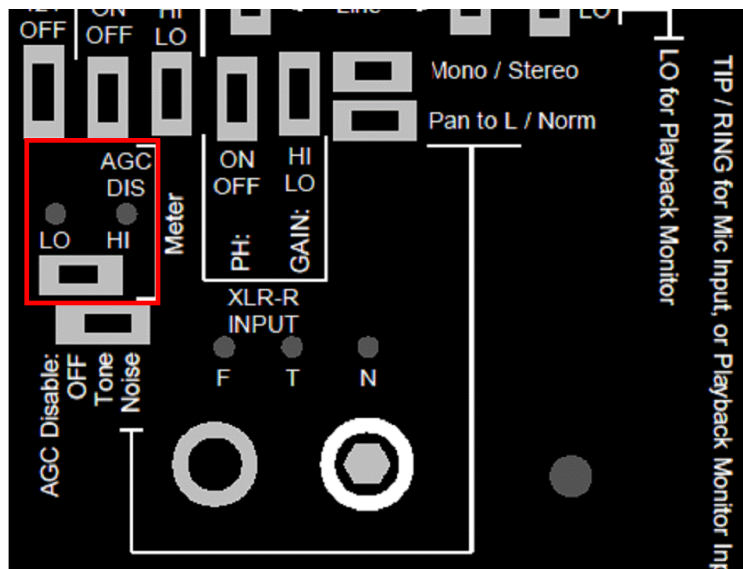 OFF
ON
OFF
HI
LO
Line
LO
Mono / Stereo
Pan to L / Norm
AGC
DIS
LO HI
Meter
ON
OFF
HI
LO
PH:
GAIN:
XLR-R
INPUT
F T N
AGC Disable:
OFF
Tone
Noise
LO for Playback Monitor
TIP / RING for Mic Input, or Playback Monitor Inp